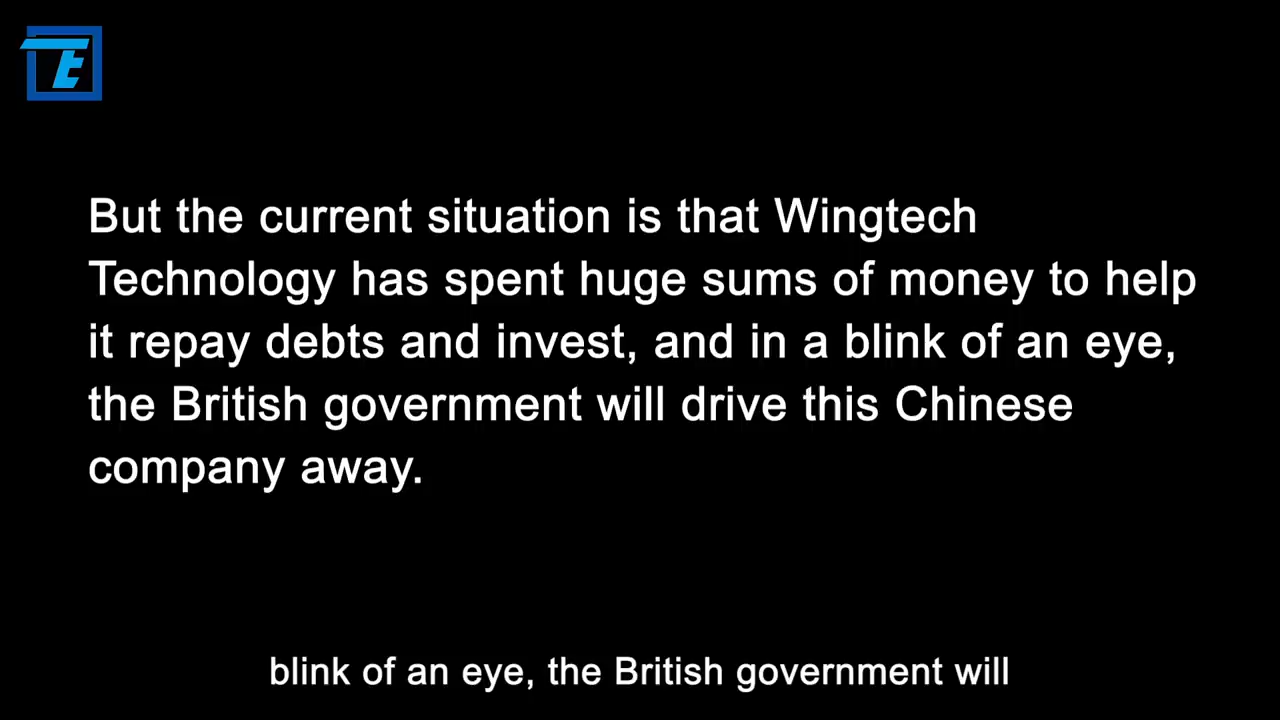 TE
But the current situation is that Wingtech
Technology has spent huge sums of money to help
it repay debts and invest, and in a blink of an eye,
the British government will drive this Chinese
company away.
blink of an eye, the British government will